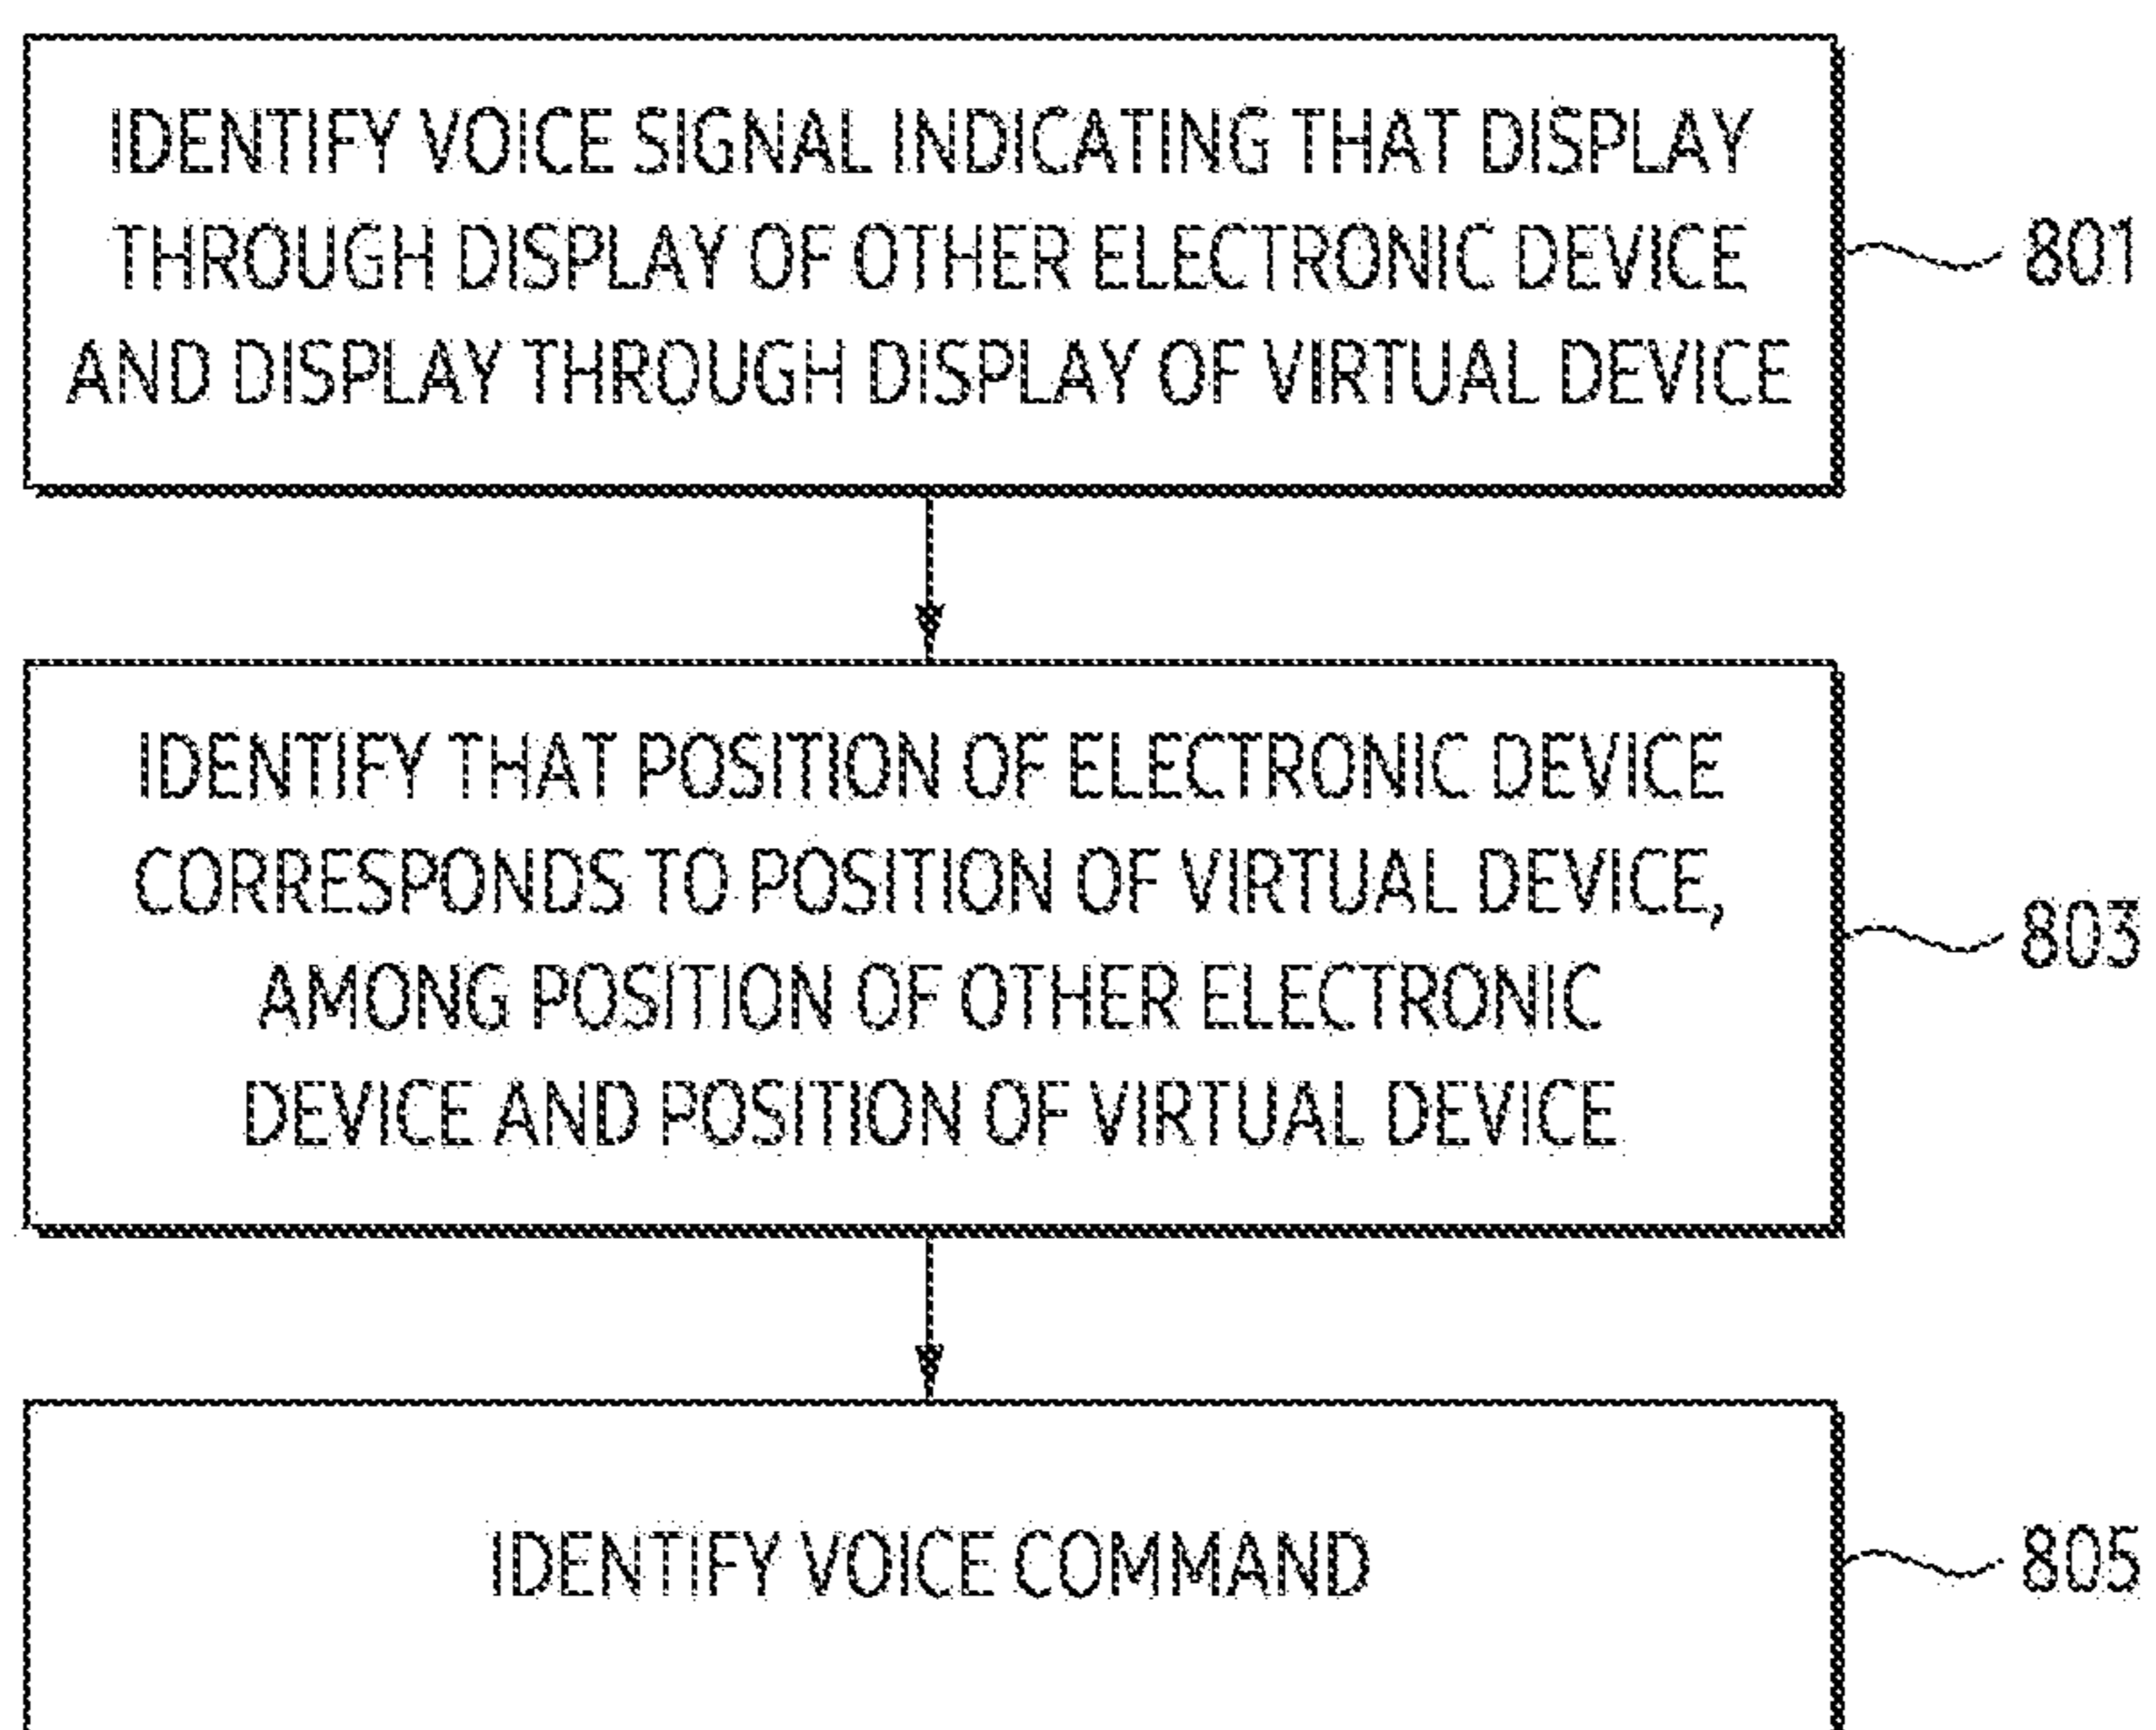 IDENTIFY VOICE SIGNAL INDICATING THAT DISPLAY
THROUGH DISPLAY OF OTHER ELECTRONIC DEVICE
AND DISPLAY THROUGH DISPLAY OF VIRTUAL DEVICE
801
IDENTIFY THAT POSITION OF ELECTRONIC DEVICE
CORRESPONDS TO POSITION OF VIRTUAL DEVICE,
AMONG POSITION OF OTHER ELECTRONIC
DEVICE AND POSITION OF VIRTUAL DEVICE
803
IDENTIFY VOICE COMMAND
805